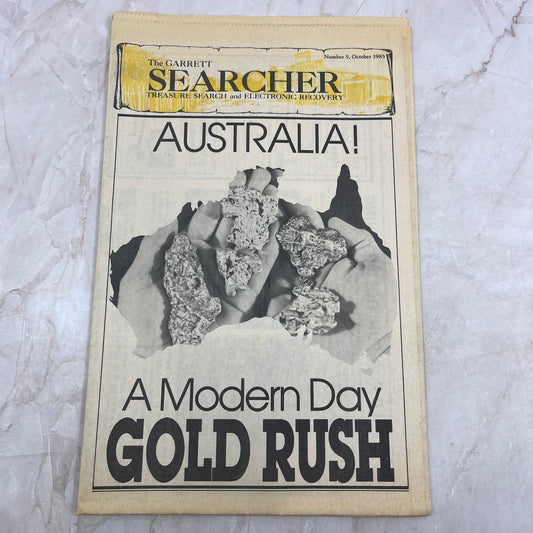 The GARRETT
Number 5, October 1983
SEARCHER
TREASURE SEARCH and ELECTRONIC RECOVERY
AUSTRALIA!
A Modern Day
GOLD RUSH